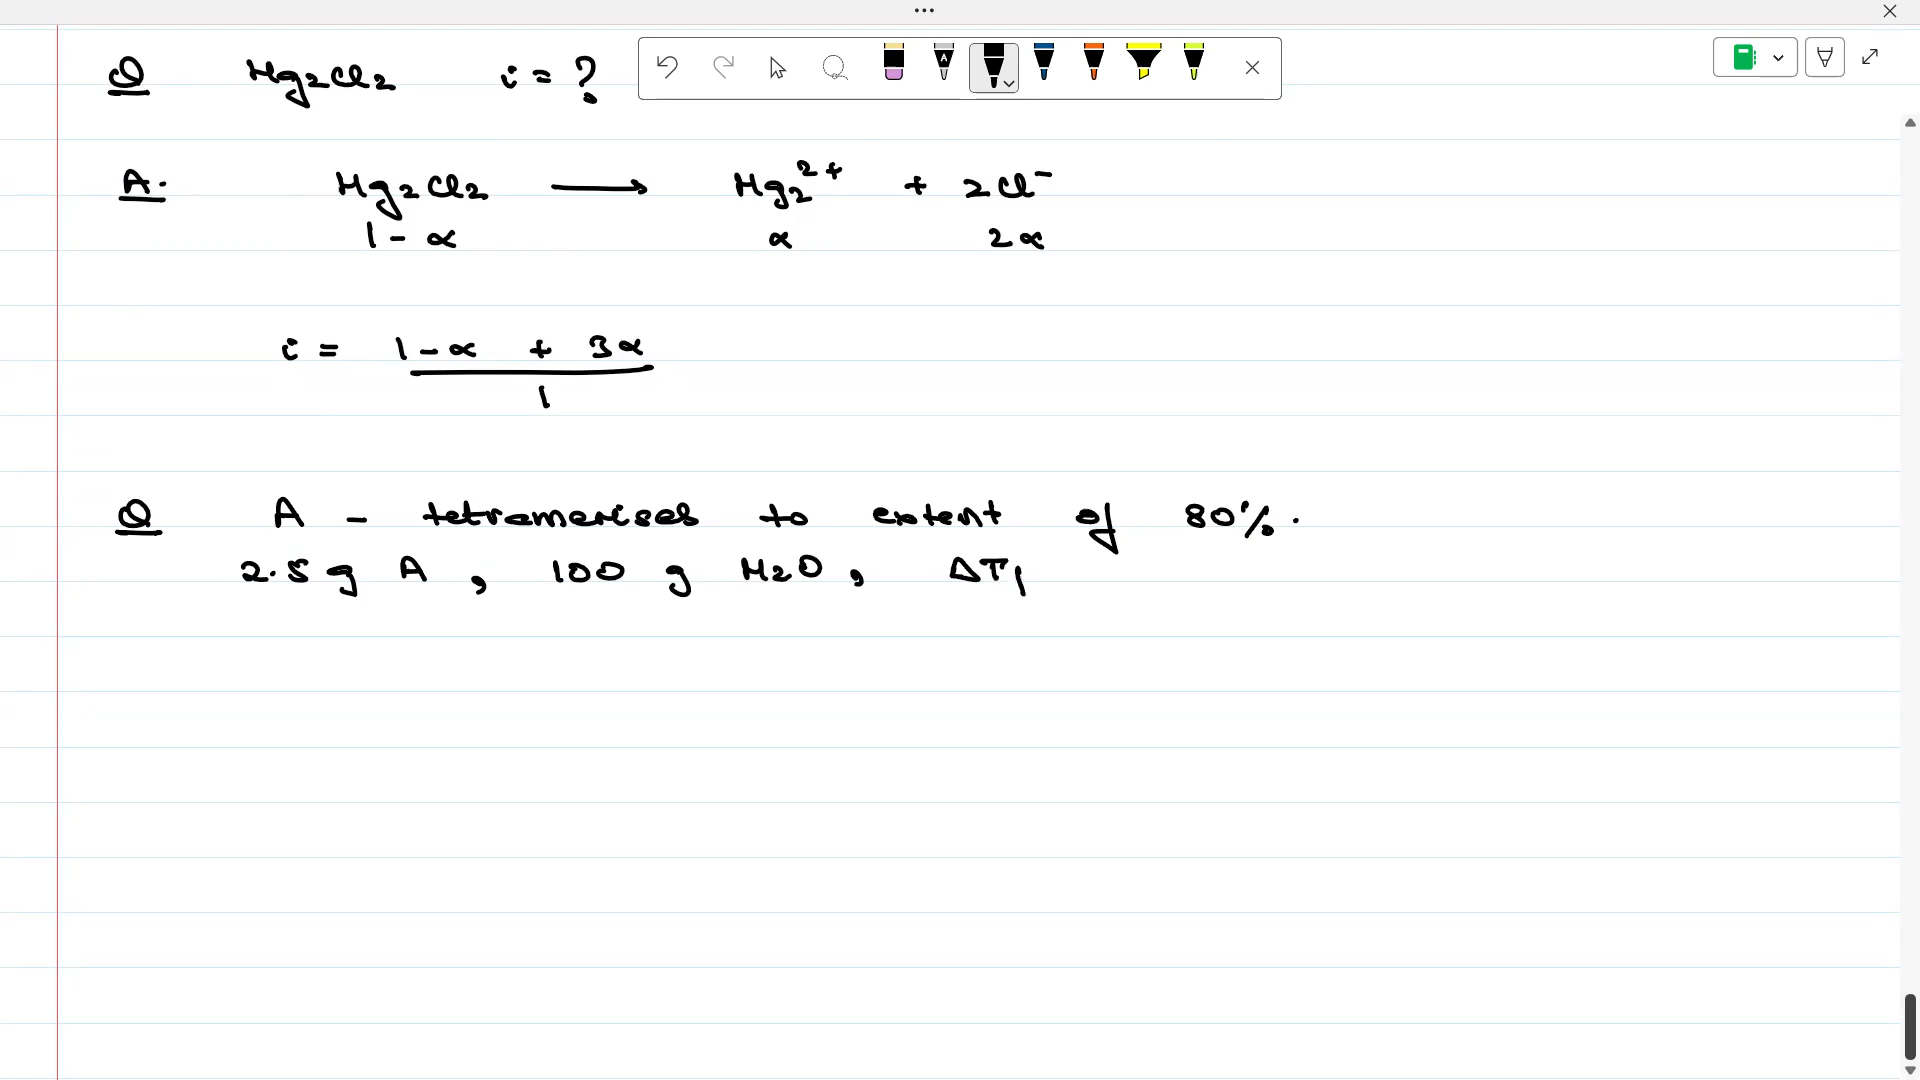 Q Hg2Cl2 i = ?
A. Hg2Cl2 ⟶ Hg2^2+ + 2Cl^-
1 - α α 2α
i = 1 - α + 3α
1
Q A - tetramerises to extent of 80%.
2.5 g A, 100 g H2O, ΔTf